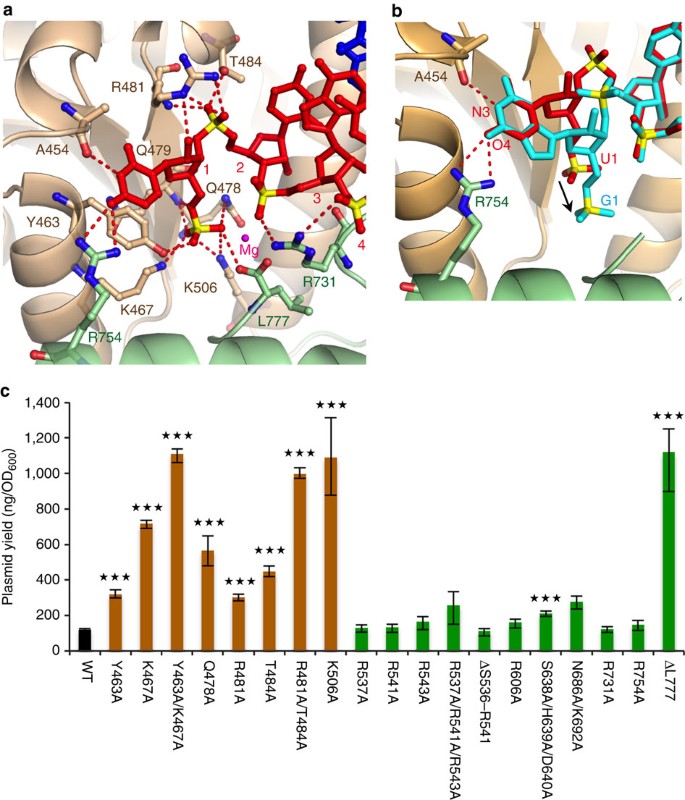 a
T484
R481
A454
Q479
1
2
Q478
3
Y463
4
Mg
R731
K506
K467
L777
R754
b
A454
N3
O4
U1
R754
G1
c
Plasmid yield (ng/OD600)
1,400
1,200
1,000
800
600
400
200
0
★★★
★★★
★★★
★★★
★★★
★★★
★★★
★★★
★★★
★★★
WT
Y463A
K467A
Y463A/K467A
Q478A
R481A
T484A
R481A/T484A
K506A
R537A
R541A
R543A
R537A/R541A/R543A
ΔS536–R541
R606A
S638A/H639A/D640A
N686A/K692A
R731A
R754A
ΔL777